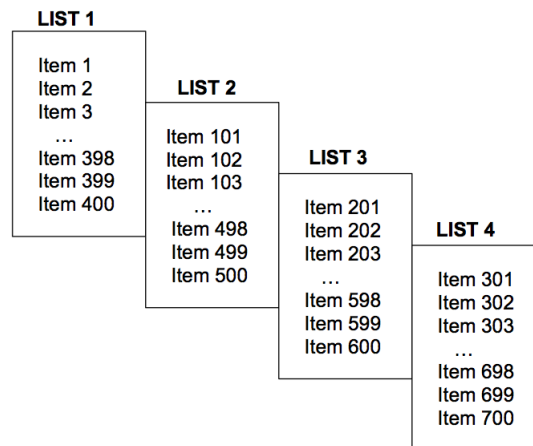 LIST 1
Item 1
Item 2
Item 3
...
Item 398
Item 399
Item 400
LIST 2
Item 101
Item 102
Item 103
...
Item 498
Item 499
Item 500
LIST 3
Item 201
Item 202
Item 203
...
Item 598
Item 599
Item 600
LIST 4
Item 301
Item 302
Item 303
...
Item 698
Item 699
Item 700